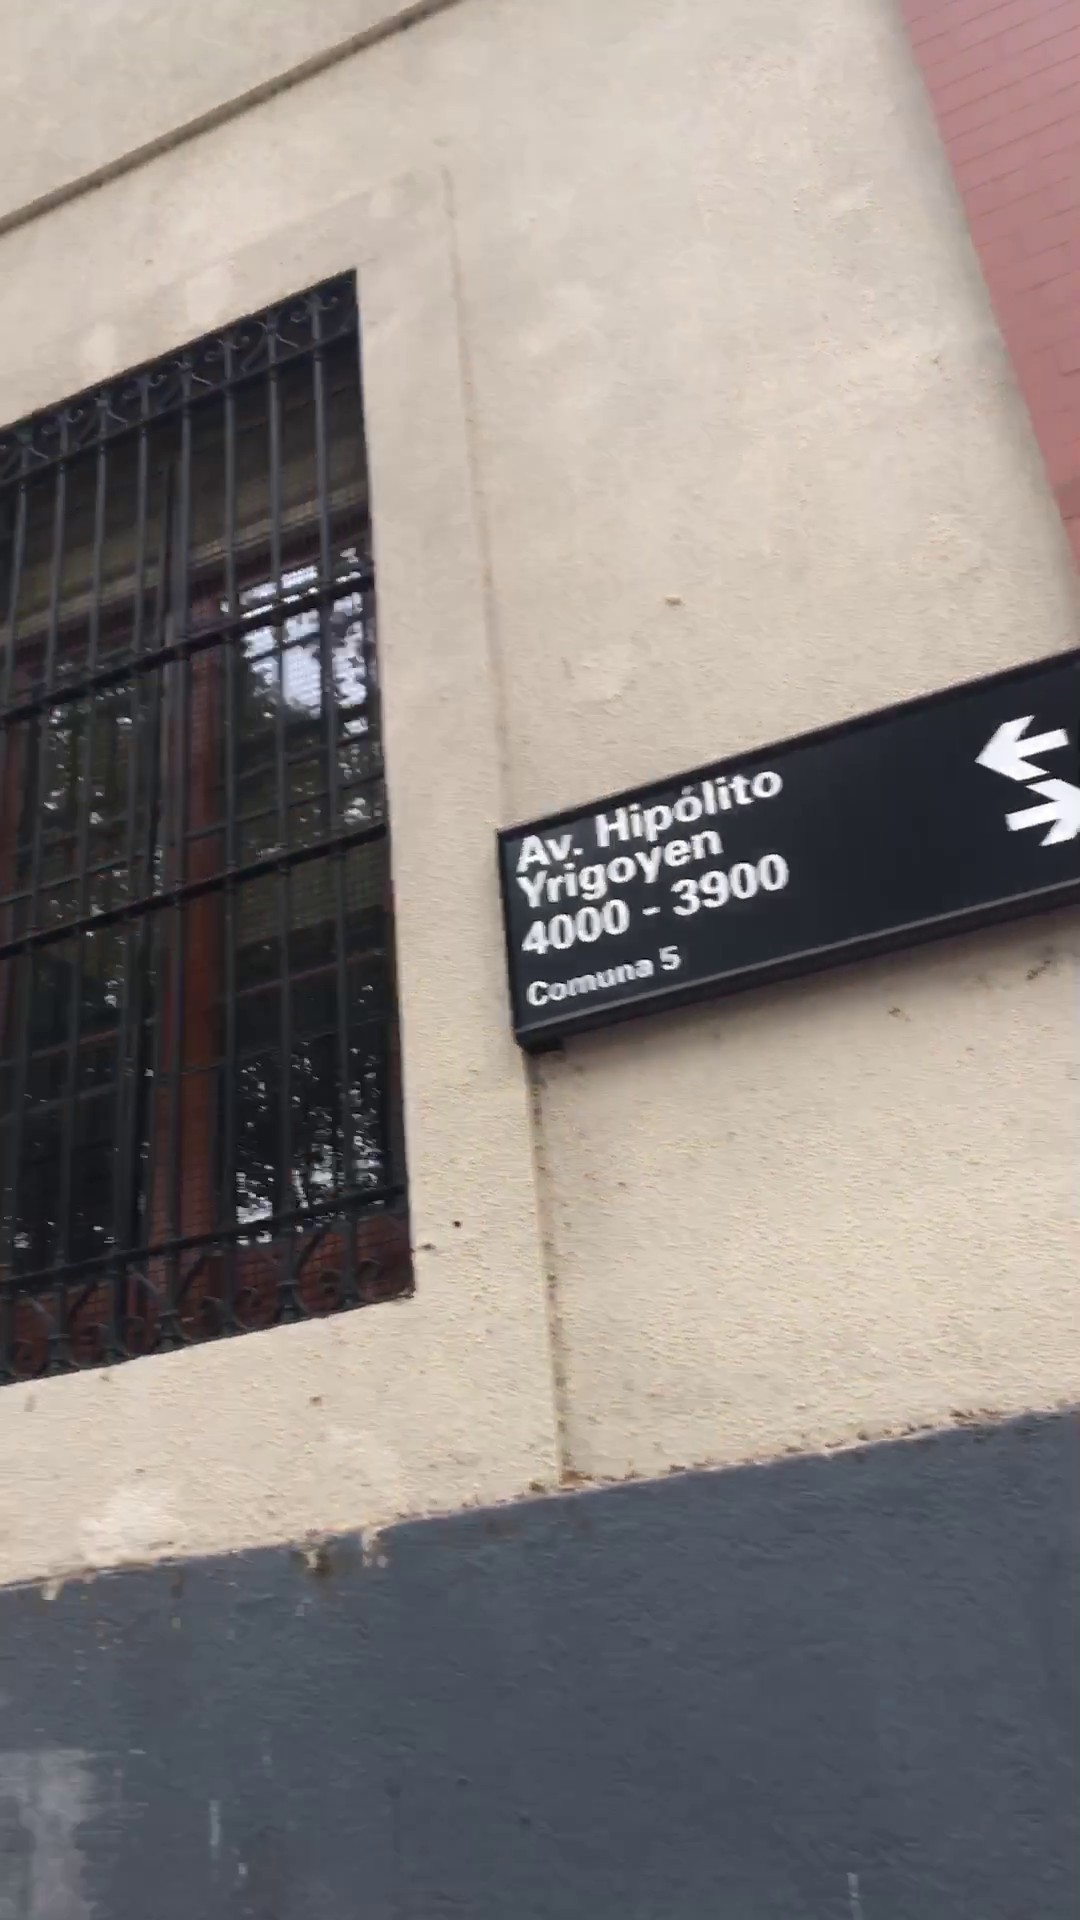 Av. Hipólito
Yrigoyen
4000 - 3900
Comuna 5